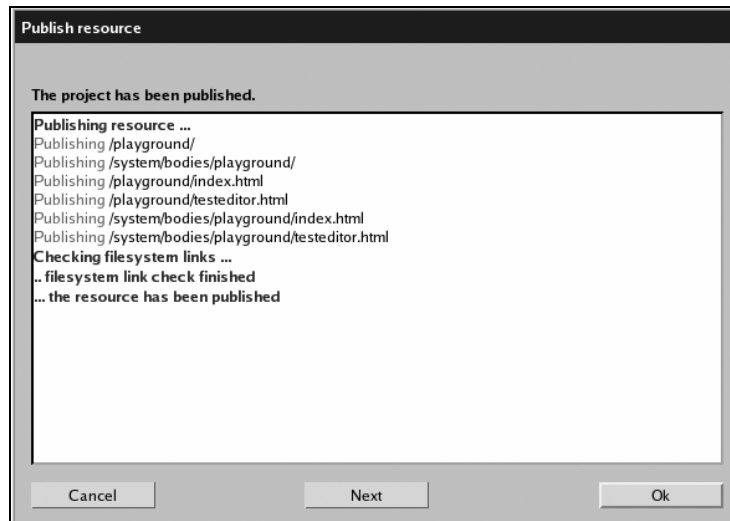 Publish resource
The project has been published.
Publishing resource ...
Publishing /playground/
Publishing /system/bodies/playground/
Publishing /playground/index.html
Publishing /playground/testeditor.html
Publishing /system/bodies/playground/index.html
Publishing /system/bodies/playground/testeditor.html
Checking filesystem links ...
.. filesystem link check finished
... the resource has been published
Cancel
Next
Ok